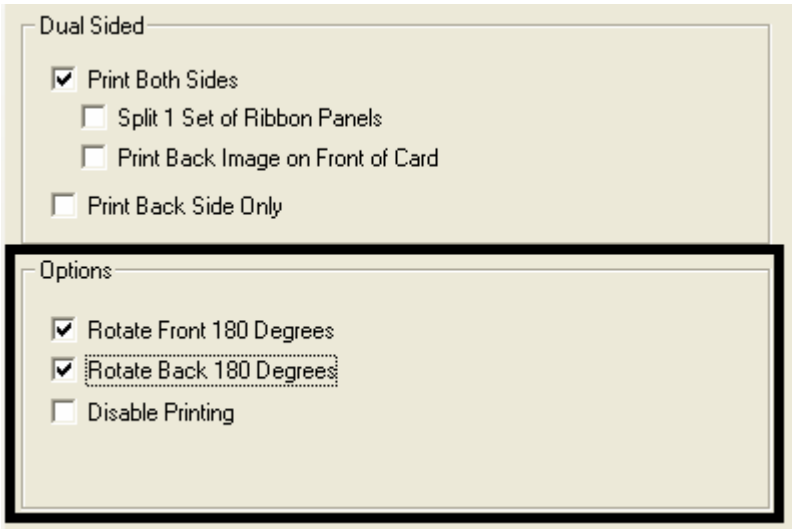 Dual Sided
Print Both Sides
Split 1 Set of Ribbon Panels
Print Back Image on Front of Card
Print Back Side Only
Options
Rotate Front 180 Degrees
Rotate Back 180 Degrees
Disable Printing